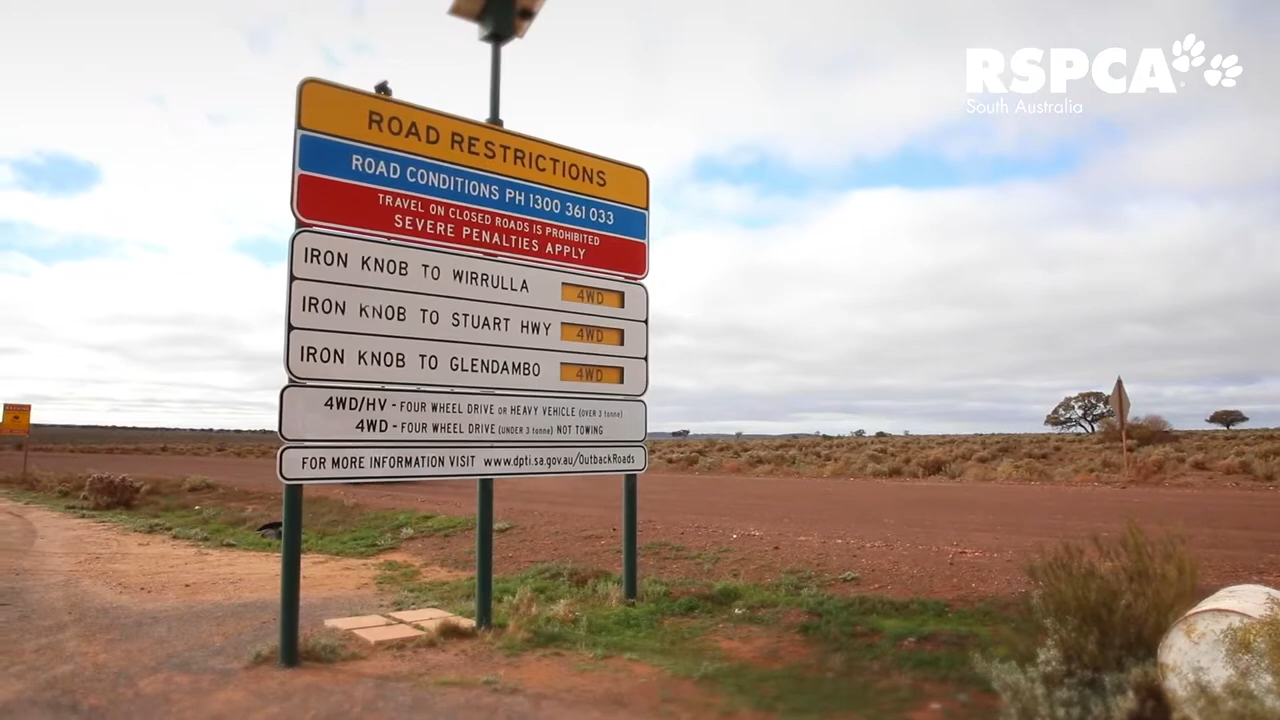 RSPCA
South Australia
ROAD RESTRICTIONS
ROAD CONDITIONS PH 1300 361 033
TRAVEL ON CLOSED ROADS IS PROHIBITED
SEVERE PENALTIES APPLY
IRON KNOB TO WIRRULLA 4WD
IRON KNOB TO STUART HWY 4WD
IRON KNOB TO GLENDAMBO 4WD
4WD/HV - FOUR WHEEL DRIVE OR HEAVY VEHICLE (OVER 3 tonne)
4WD - FOUR WHEEL DRIVE (UNDER 3 tonne) NOT TOWING
FOR MORE INFORMATION VISIT www.dpti.sa.gov.au/OutbackRoads